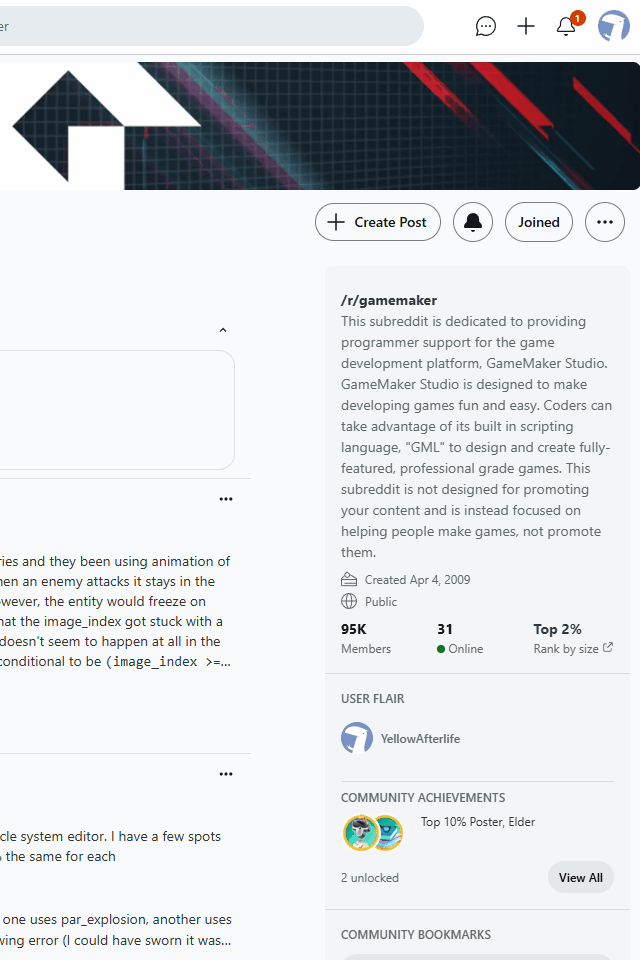 er
1
Create Post
Joined
/r/gamemaker
This subreddit is dedicated to providing
programmer support for the game
development platform, GameMaker Studio.
GameMaker Studio is designed to make
developing games fun and easy. Coders can
take advantage of its built in scripting
language, "GML" to design and create fully-
featured, professional grade games. This
subreddit is not designed for promoting
your content and is instead focused on
helping people make games, not promote
them.
Created Apr 4, 2009
Public
95K
31
Top 2%
Members
Online
Rank by size
USER FLAIR
YellowAfterlife
COMMUNITY ACHIEVEMENTS
Top 10% Poster, Elder
2 unlocked
View All
COMMUNITY BOOKMARKS
ries and they been using animation of
hen an enemy attacks it stays in the
owever, the entity would freeze on
hat the image_index got stuck with a
doesn't seem to happen at all in the
conditional to be (image_index >=...
cle system editor. I have a few spots
the same for each
one uses par_explosion, another uses
wing error (I could have sworn it was...